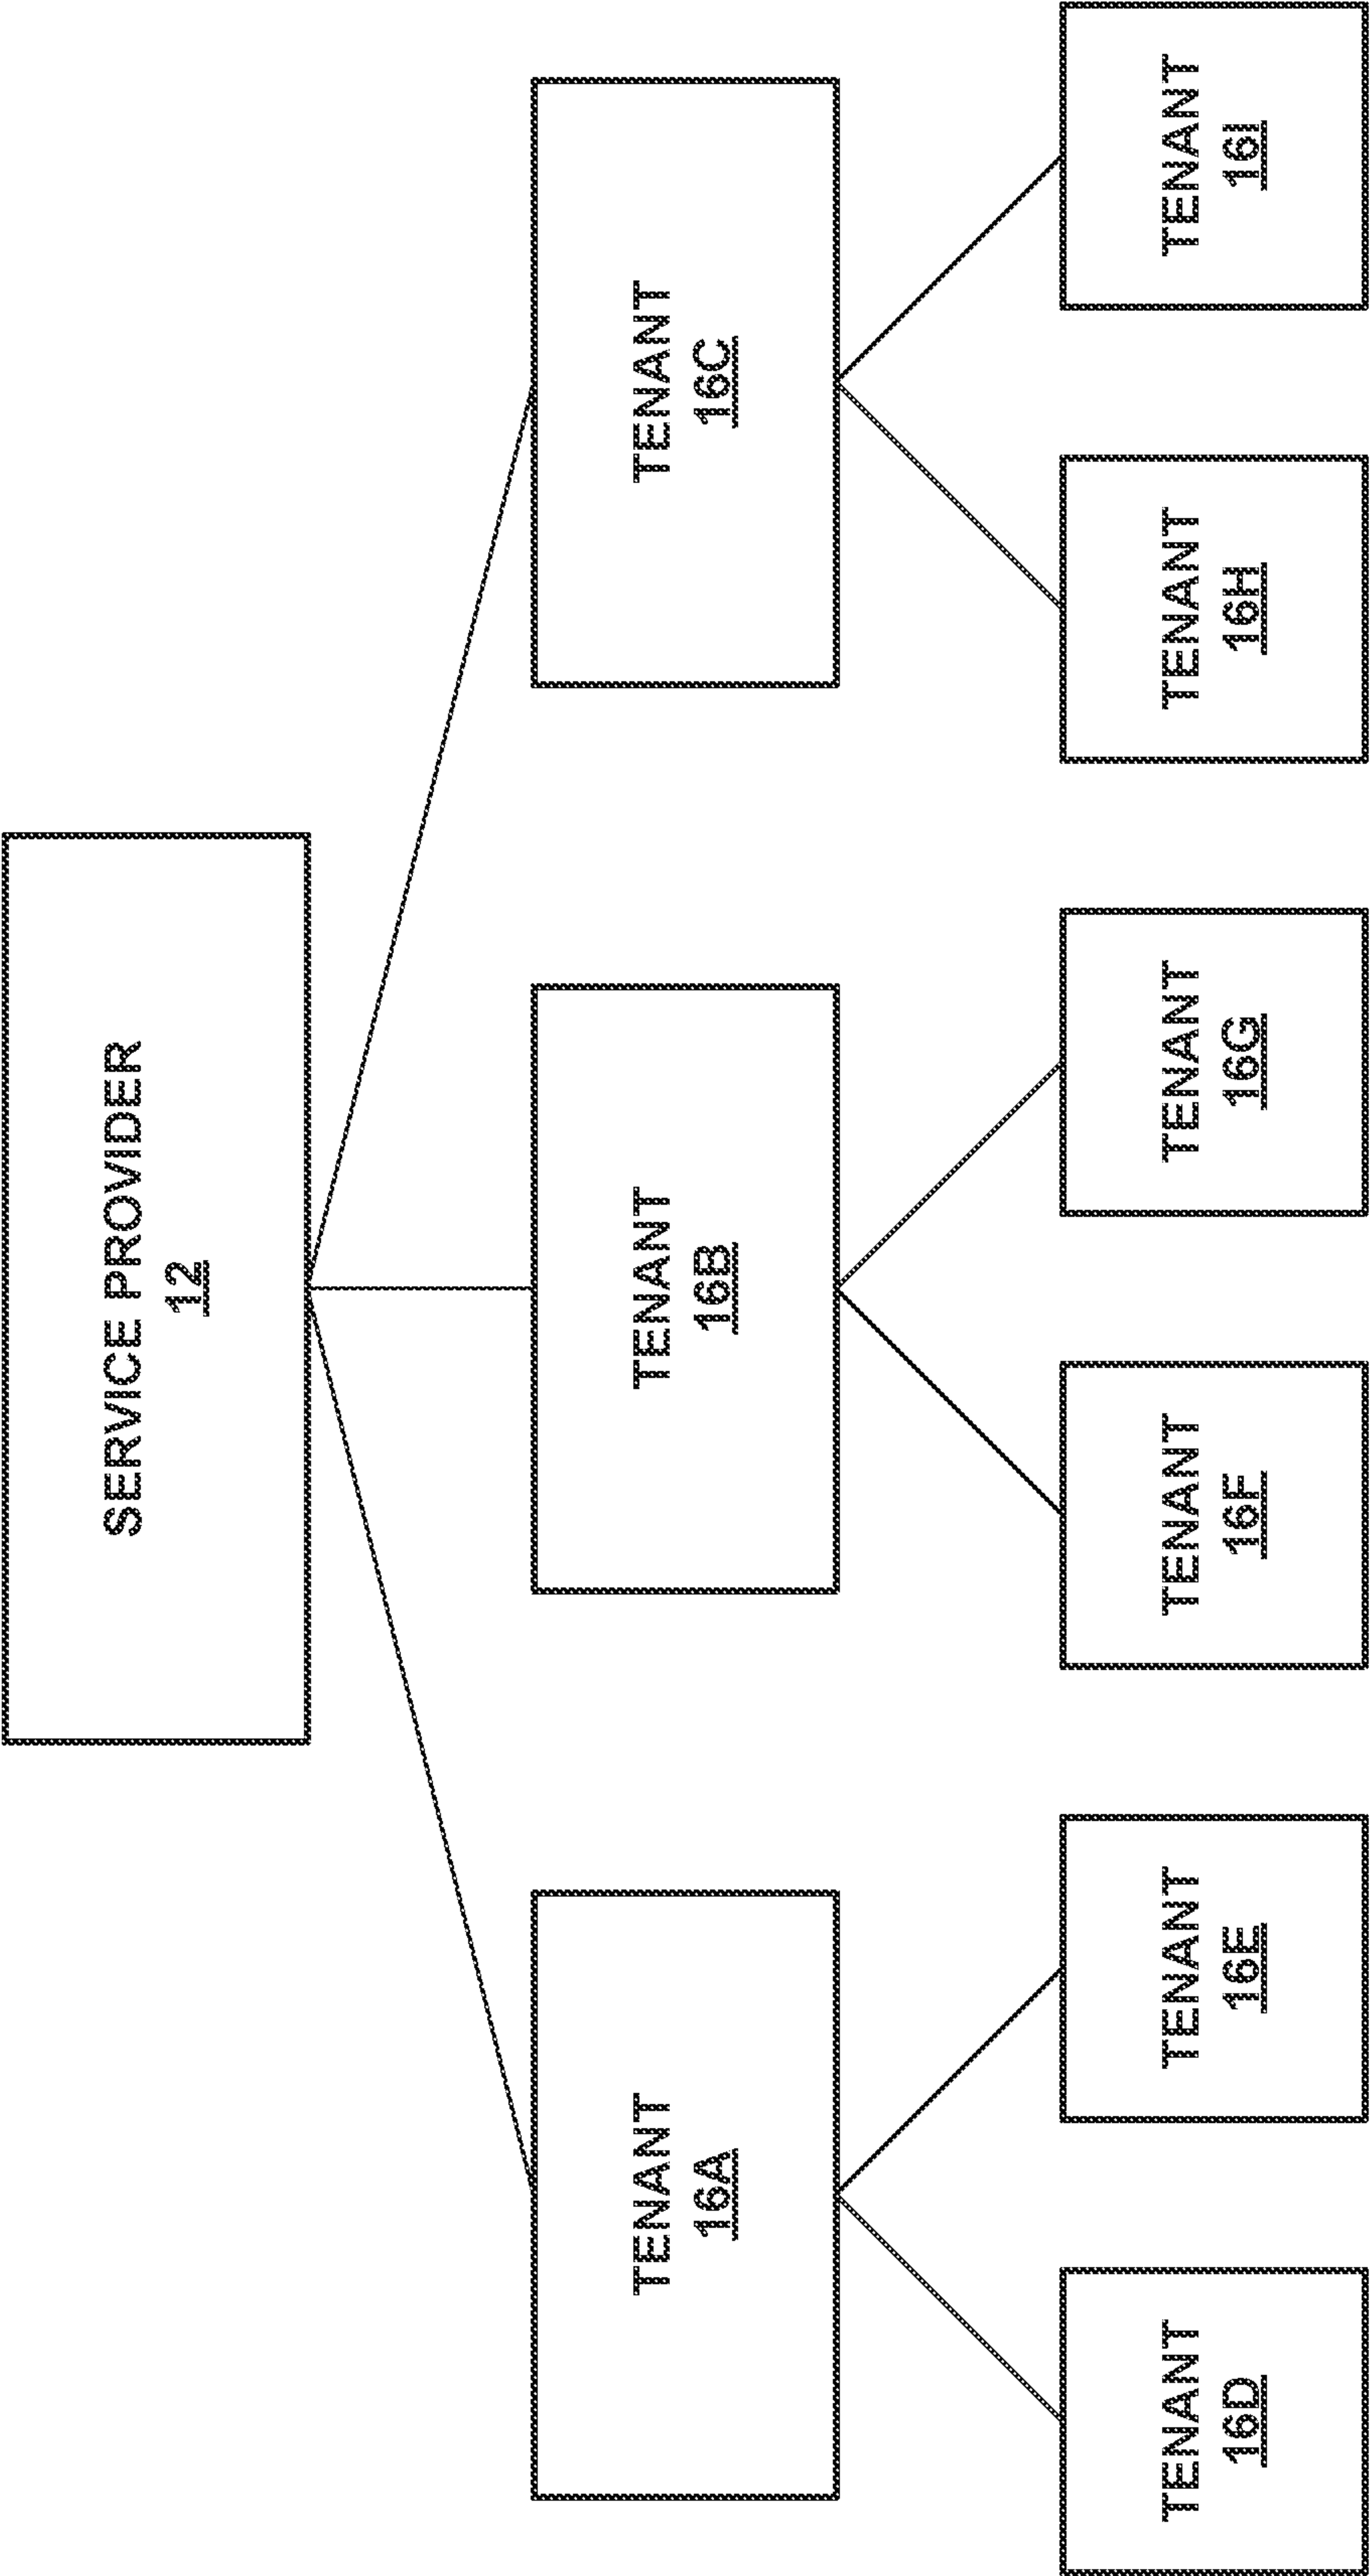 SERVICE PROVIDER
12
TENANT
16A
TENANT
16B
TENANT
16C
TENANT
16D
TENANT
16E
TENANT
16F
TENANT
16G
TENANT
16H
TENANT
16I